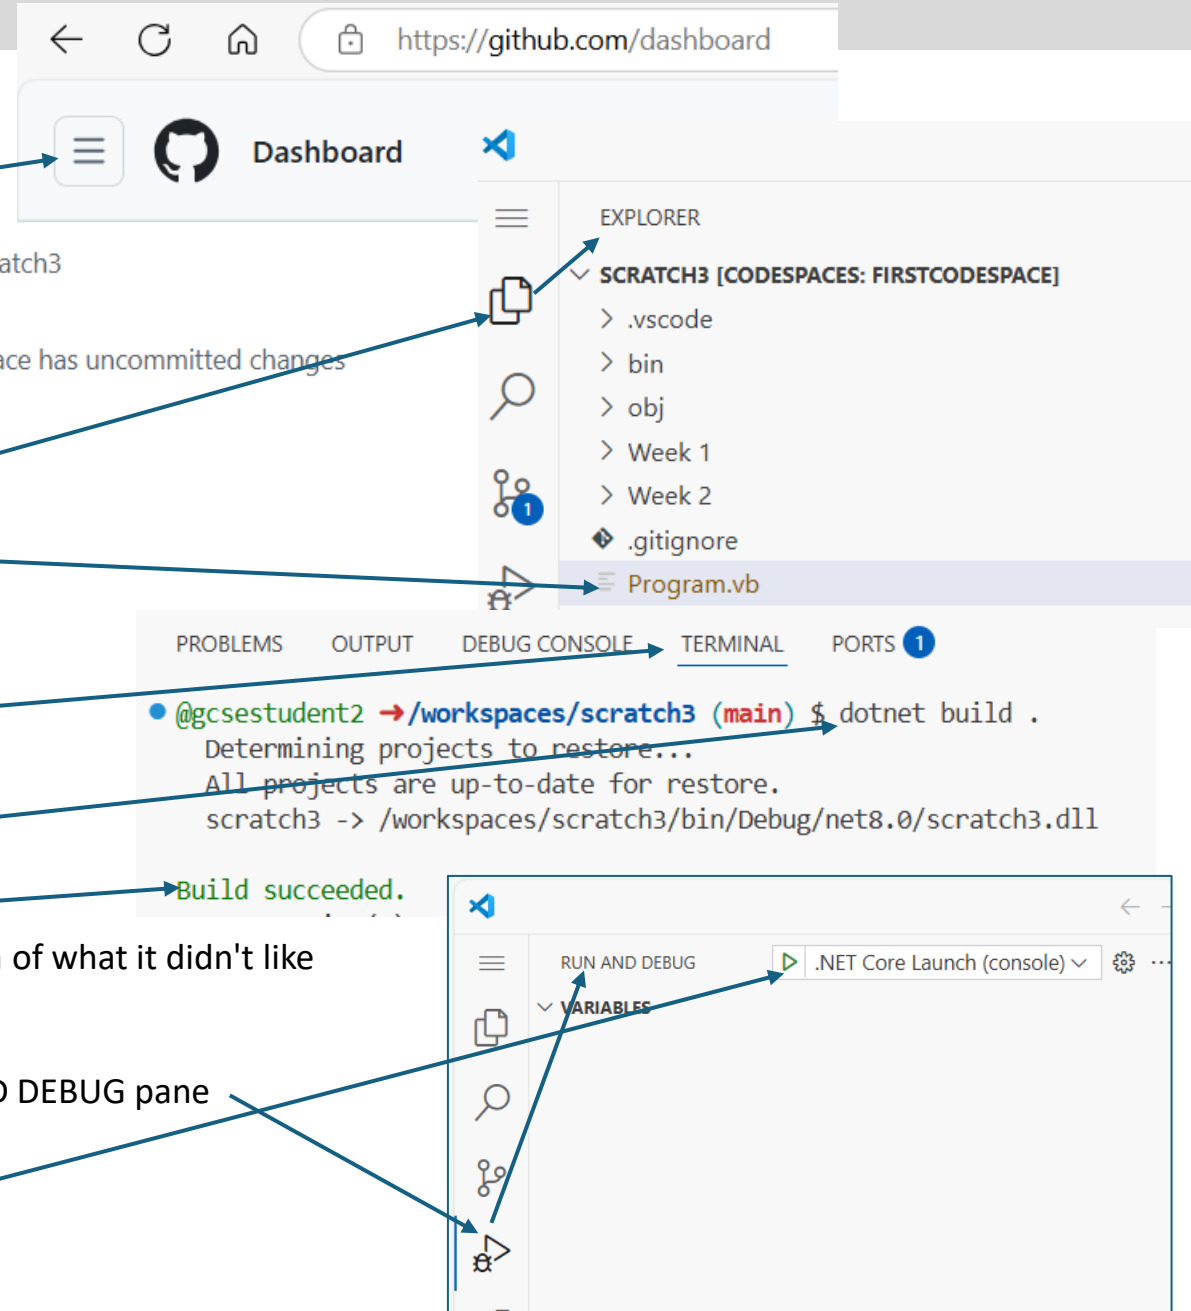 https://github.com/dashboard
Dashboard
EXPLORER
atch3
SCRATCH3 [CODESPACES: FIRSTCODESPACE]
.vscode
ace has uncommitted changes
bin
obj
Week 1
Week 2
1
.gitignore
Program.vb
PROBLEMS OUTPUT DEBUG CONSOLE TERMINAL PORTS 1
@gcsestudent2 ➜/workspaces/scratch3 (main) $ dotnet build .
Determining projects to restore...
All projects are up-to-date for restore.
scratch3 -> /workspaces/scratch3/bin/Debug/net8.0/scratch3.dll
Build succeeded.
of what it didn't like
RUN AND DEBUG .NET Core Launch (console)
VARIABLES
DEBUG pane